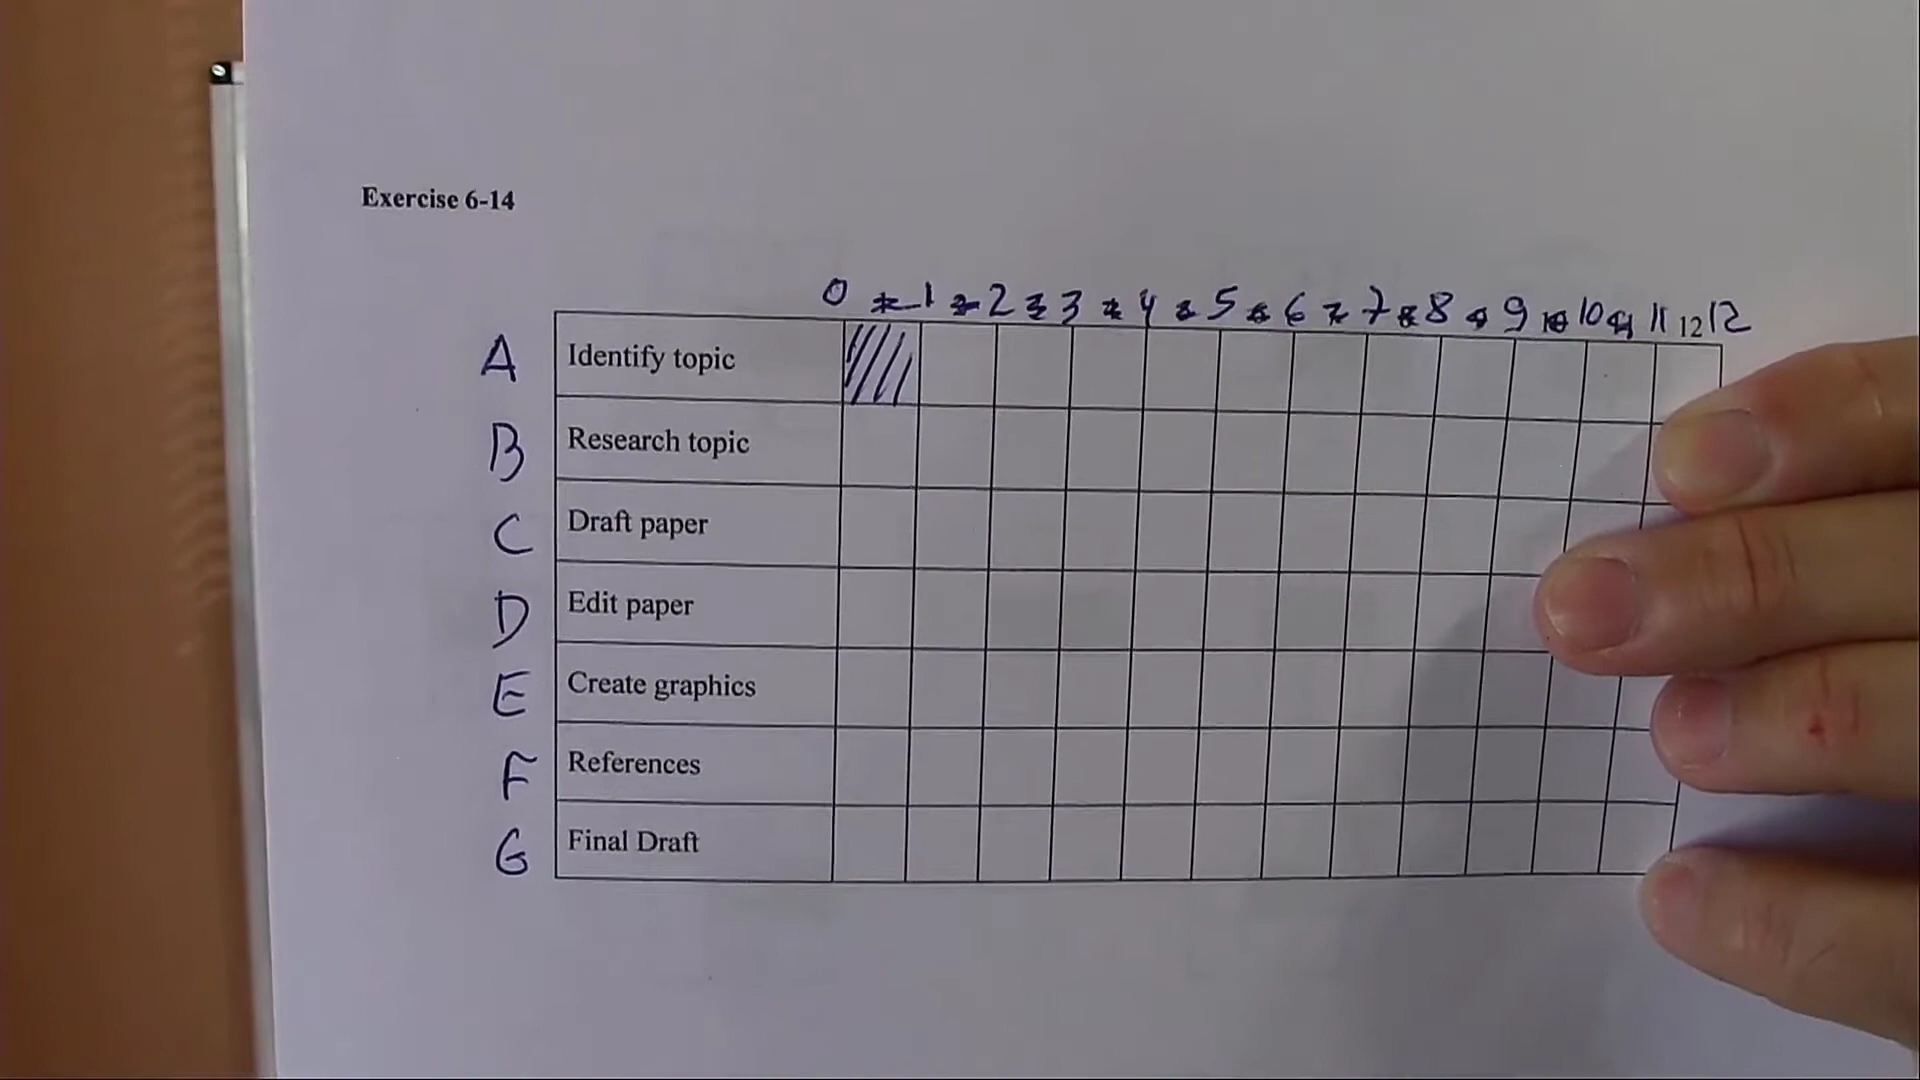 Exercise 6-14
0 1 2 3 4 5 6 7 8 9 10 11 12 12
A Identify topic
B Research topic
C Draft paper
D Edit paper
E Create graphics
F References
G Final Draft